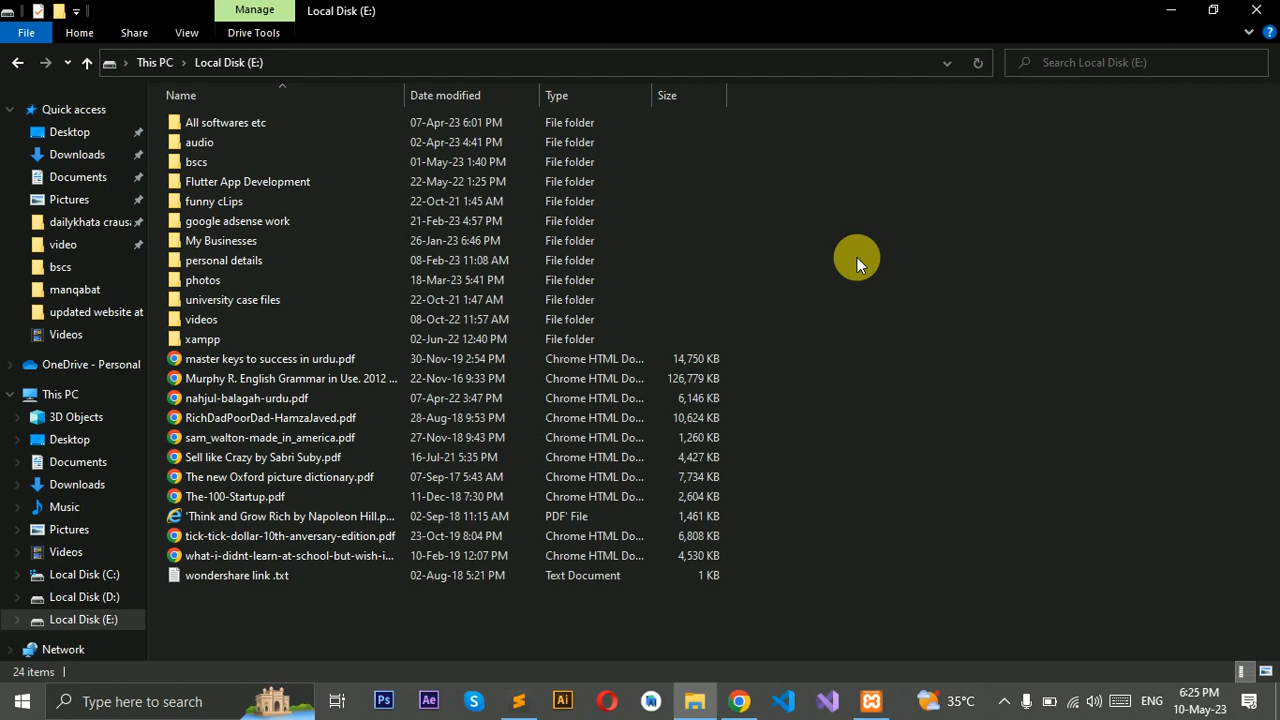 Manage
Local Disk (E:)
File
Home
Share
View
Drive Tools
This PC
Local Disk (E:)
Search Local Disk (E:)
Name
Date modified
Type
Size
Quick access
Desktop
Downloads
Documents
Pictures
dailykhata craus
video
bscs
manqabat
updated website at
Videos
OneDrive - Personal
This PC
3D Objects
Desktop
Documents
Downloads
Music
Pictures
Videos
Local Disk (C:)
Local Disk (D:)
Local Disk (E:)
Network
All softwares etc 07-Apr-23 6:01 PM File folder
audio 02-Apr-23 4:41 PM File folder
bscs 01-May-23 1:40 PM File folder
Flutter App Development 22-May-22 1:25 PM File folder
funny cLips 22-Oct-21 1:45 AM File folder
google adsense work 21-Feb-23 4:57 PM File folder
My Businesses 26-Jan-23 6:46 PM File folder
personal details 08-Feb-23 11:08 AM File folder
photos 18-Mar-23 5:41 PM File folder
university case files 22-Oct-21 1:47 AM File folder
videos 08-Oct-22 11:57 AM File folder
xampp 02-Jun-22 12:40 PM File folder
master keys to success in urdu.pdf 30-Nov-19 2:54 PM Chrome HTML Do... 14,750 KB
Murphy R. English Grammar in Use. 2012 ... 22-Nov-16 9:33 PM Chrome HTML Do... 126,779 KB
nahjul-balagah-urdu.pdf 07-Apr-22 3:47 PM Chrome HTML Do... 6,146 KB
RichDadPoorDad-HamzaJaved.pdf 28-Aug-18 9:53 PM Chrome HTML Do... 10,624 KB
sam_walton-made_in_america.pdf 27-Nov-18 9:43 PM Chrome HTML Do... 1,260 KB
Sell like Crazy by Sabri Suby.pdf 16-Jul-21 5:35 PM Chrome HTML Do... 4,427 KB
The new Oxford picture dictionary.pdf 07-Sep-17 5:43 AM Chrome HTML Do... 7,734 KB
The-100-Startup.pdf 11-Dec-18 7:30 PM Chrome HTML Do... 2,604 KB
'Think and Grow Rich by Napoleon Hill.p... 02-Sep-18 11:15 AM PDF' File 1,461 KB
tick-tick-dollar-10th-anversary-edition.pdf 23-Oct-19 8:04 PM Chrome HTML Do... 6,808 KB
what-i-didnt-learn-at-school-but-wish-i... 10-Feb-19 12:07 PM Chrome HTML Do... 4,530 KB
wondershare link .txt 02-Aug-18 5:21 PM Text Document 1 KB
24 items
Type here to search
Ps
Ae
Ai
35°C
ENG
6:25 PM
10-May-23